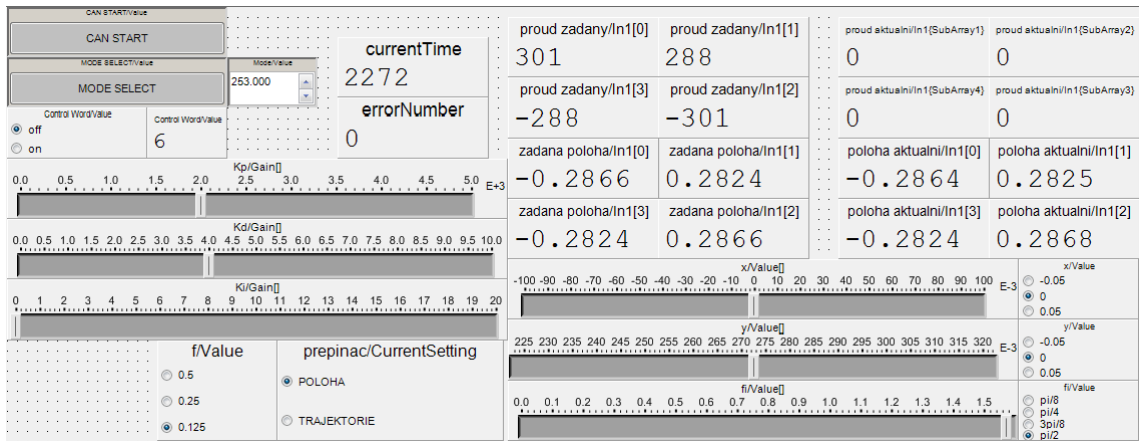 CAN START/Value
CAN START
MODE SELECT/Value
MODE SELECT
Mode/Value
253.000
Control Word/Value
off
on
Control Word/Value
6
currentTime
2272
errorNumber
0
Kp/Gain[]
0.0 0.5 1.0 1.5 2.0 2.5 3.0 3.5 4.0 4.5 5.0 E+3
Kd/Gain[]
0.0 0.5 1.0 1.5 2.0 2.5 3.0 3.5 4.0 4.5 5.0 5.5 6.0 6.5 7.0 7.5 8.0 8.5 9.0 9.5 10.0
Ki/Gain[]
0 1 2 3 4 5 6 7 8 9 10 11 12 13 14 15 16 17 18 19 20
f/Value
0.5
0.25
0.125
prepinac/CurrentSetting
POLOHA
TRAJEKTORIE
proud zadany/In1[0] proud zadany/In1[1]
301 288
proud zadany/In1[3] proud zadany/In1[2]
-288 -301
zadana poloha/In1[0] zadana poloha/In1[1]
-0.2866 0.2824
zadana poloha/In1[3] zadana poloha/In1[2]
-0.2824 0.2866
proud aktualni/In1{SubArray1} proud aktualni/In1{SubArray2}
0 0
proud aktualni/In1{SubArray4} proud aktualni/In1{SubArray3}
0 0
poloha aktualni/In1[0] poloha aktualni/In1[1]
-0.2864 0.2825
poloha aktualni/In1[3] poloha aktualni/In1[2]
-0.2824 0.2868
x/Value[]
-100 -90 -80 -70 -60 -50 -40 -30 -20 -10 0 10 20 30 40 50 60 70 80 90 100 E-3
x/Value
-0.05
0
0.05
y/Value[]
225 230 235 240 245 250 255 260 265 270 275 280 285 290 295 300 305 310 315 320 E-3
y/Value
-0.05
0
0.05
fi/Value[]
0.0 0.1 0.2 0.3 0.4 0.5 0.6 0.7 0.8 0.9 1.0 1.1 1.2 1.3 1.4 1.5
fi/Value
pi/8
pi/4
3pi/8
pi/2